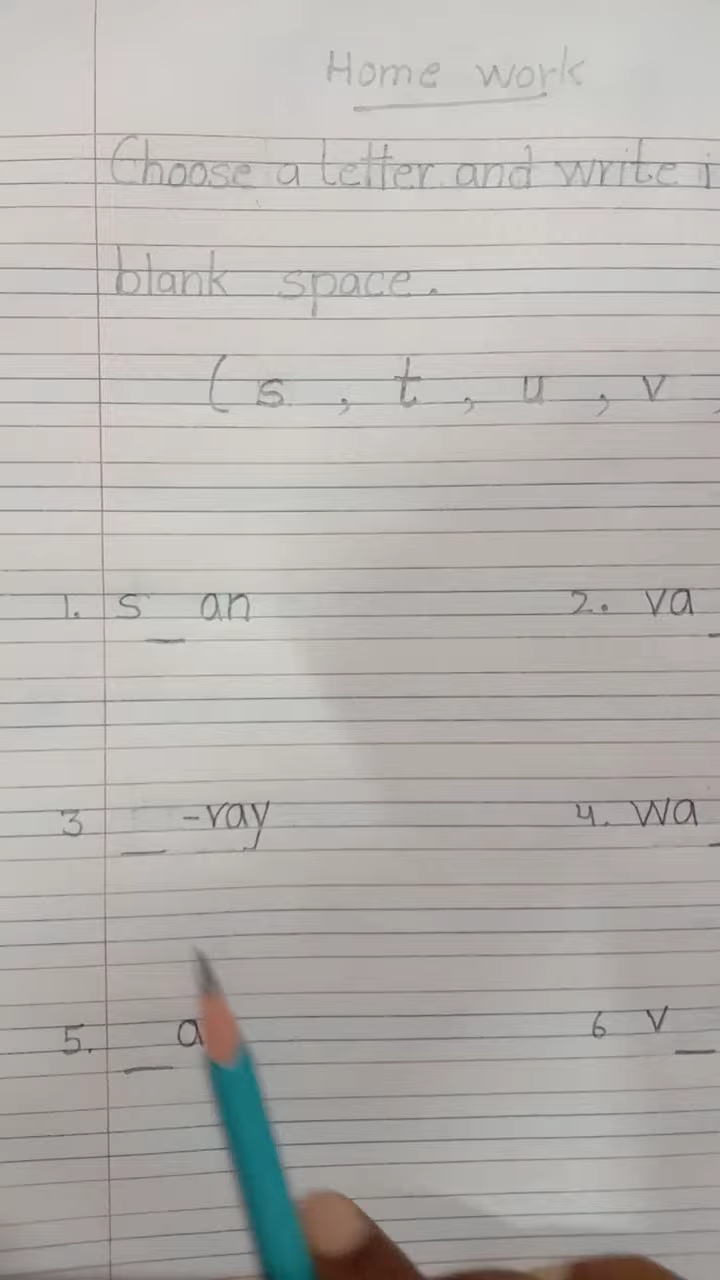 Home work
Choose a letter and write i
blank space.
( s , t , u , v ,
1. s _ an 2. va _
3 _ -ray 4. wa _
5. _ a 6 v _